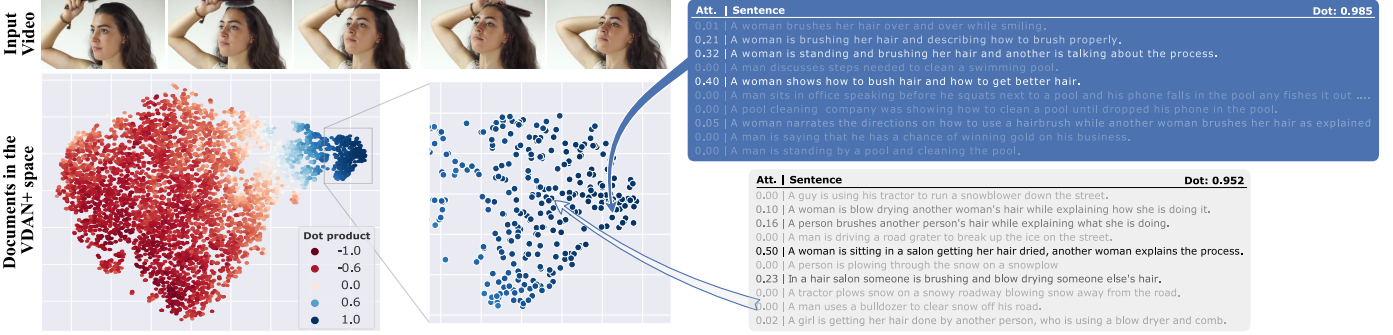 Input
Video
Documents in the
VDAN+ space
Dot product
-1.0
-0.6
0.0
0.6
1.0
Att. | Sentence Dot: 0.985
0.01 | A woman brushes her hair over and over while smiling.
0.21 | A woman is brushing her hair and describing how to brush properly.
0.32 | A woman is standing and brushing her hair and another is talking about the process.
0.00 | A man discusses steps needed to clean a swimming pool.
0.40 | A woman shows how to bush hair and how to get better hair.
0.00 | A man sits in office speaking before he squats next to a pool and his phone falls in the pool any fishes it out ....
0.00 | A pool cleaning company was showing how to clean a pool until dropped his phone in the pool.
0.05 | A woman narrates the directions on how to use a hairbrush while another woman brushes her hair as explained
0.00 | A man is saying that he has a chance of winning gold on his business.
0.00 | A man is standing by a pool and cleaning the pool.
Att. | Sentence Dot: 0.952
0.00 | A guy is using his tractor to run a snowblower down the street.
0.10 | A woman is blow drying another woman's hair while explaining how she is doing it.
0.16 | A person brushes another person's hair while explaining what she is doing.
0.00 | A man is driving a road grater to break up the ice on the street.
0.50 | A woman is sitting in a salon getting her hair dried, another woman explains the process.
0.00 | A person is plowing through the snow on a snowplow
0.23 | In a hair salon someone is brushing and blow drying someone else's hair.
0.00 | A tractor plows snow on a snowy roadway blowing snow away from the road.
0.00 | A man uses a bulldozer to clear snow off his road.
0.02 | A girl is getting her hair done by another person, who is using a blow dryer and comb.